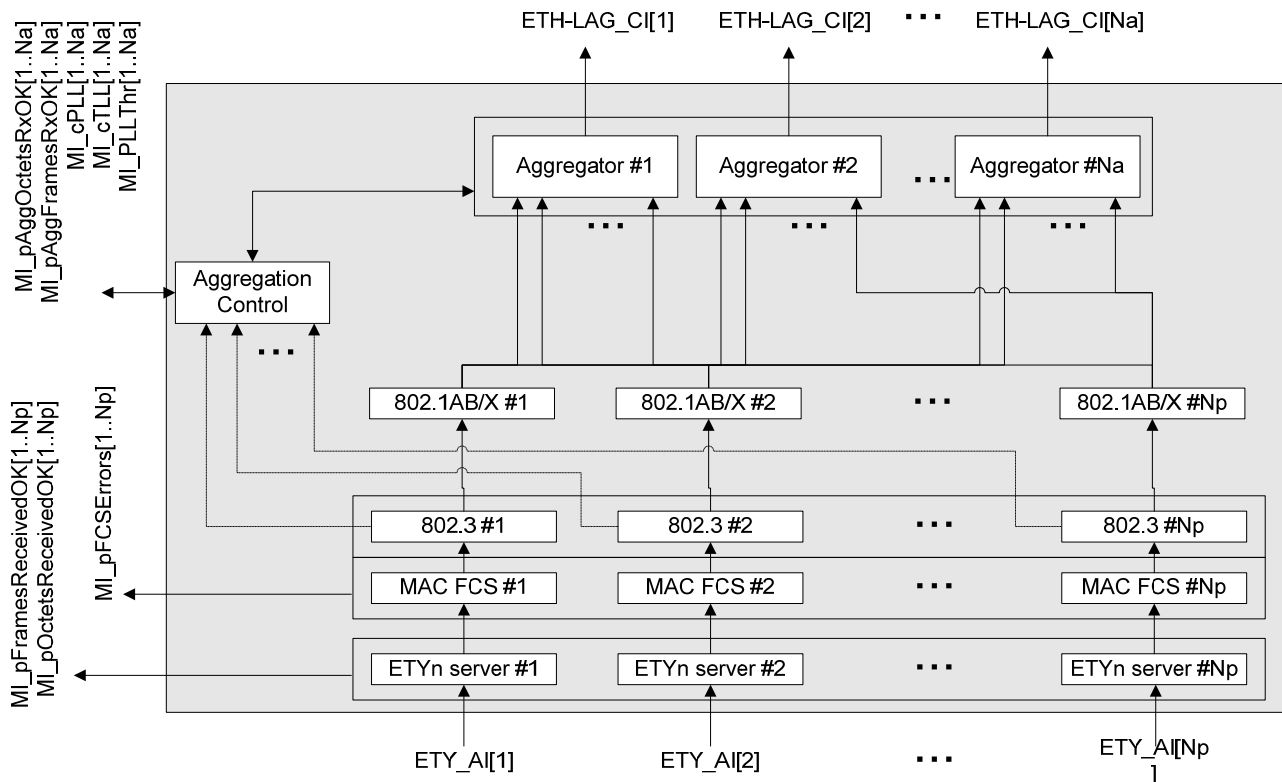 ETH-LAG_CI[1]
ETH-LAG_CI[2]
ETH-LAG_CI[Na]
MI_pAggOctetsRxOK[1..Na]
MI_pAggFramesRxOK[1..Na]
MI_cPLL[1..Na]
MI_cTLL[1..Na]
MI_PLLThr[1..Na]
Aggregator #1
Aggregator #2
Aggregator #Na
Aggregation
Control
802.1AB/X #1
802.1AB/X #2
802.1AB/X #Np
MI_pFramesReceivedOK[1..Np]
MI_pOctetsReceivedOK[1..Np]
MI_pFCSErrors[1..Np]
802.3 #1
802.3 #2
802.3 #Np
MAC FCS #1
MAC FCS #2
MAC FCS #Np
ETYn server #1
ETYn server #2
ETYn server #Np
ETY_AI[1]
ETY_AI[2]
ETY_AI[Np
]